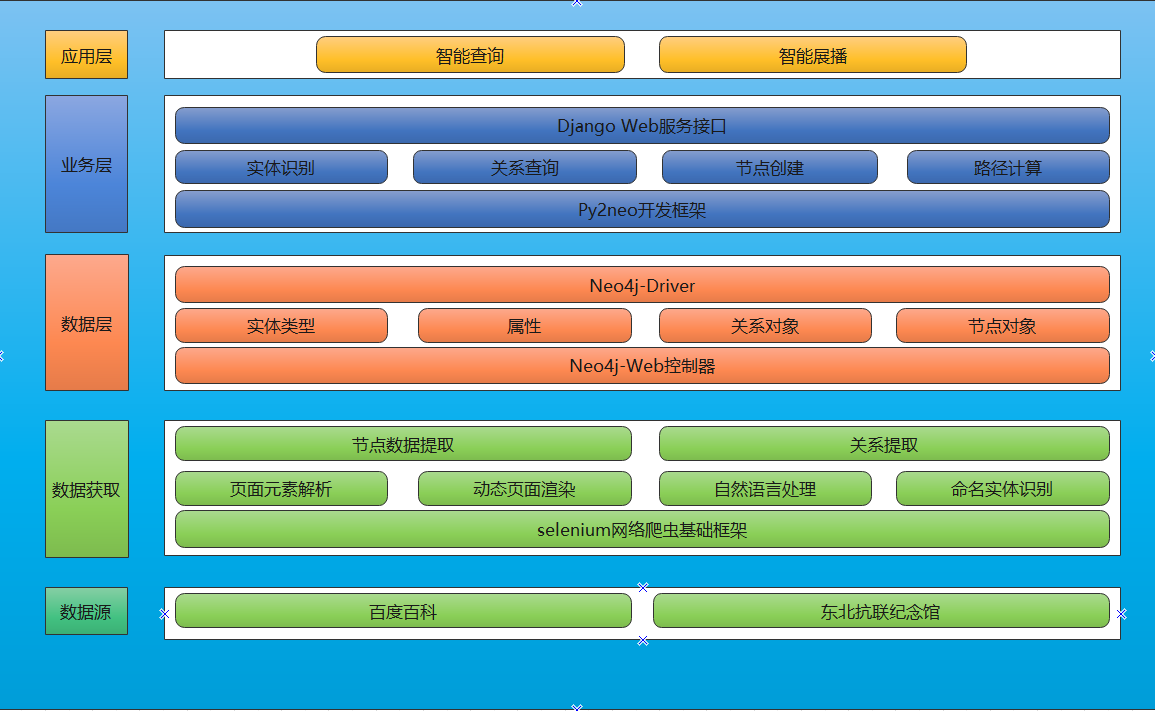 应用层
智能查询
智能展播
业务层
Django Web服务接口
实体识别
关系查询
节点创建
路径计算
Py2neo开发框架
数据层
Neo4j-Driver
实体类型
属性
关系对象
节点对象
Neo4j-Web控制器
数据获取
节点数据提取
关系提取
页面元素解析
动态页面渲染
自然语言处理
命名实体识别
selenium网络爬虫基础框架
数据源
百度百科
东北抗联纪念馆